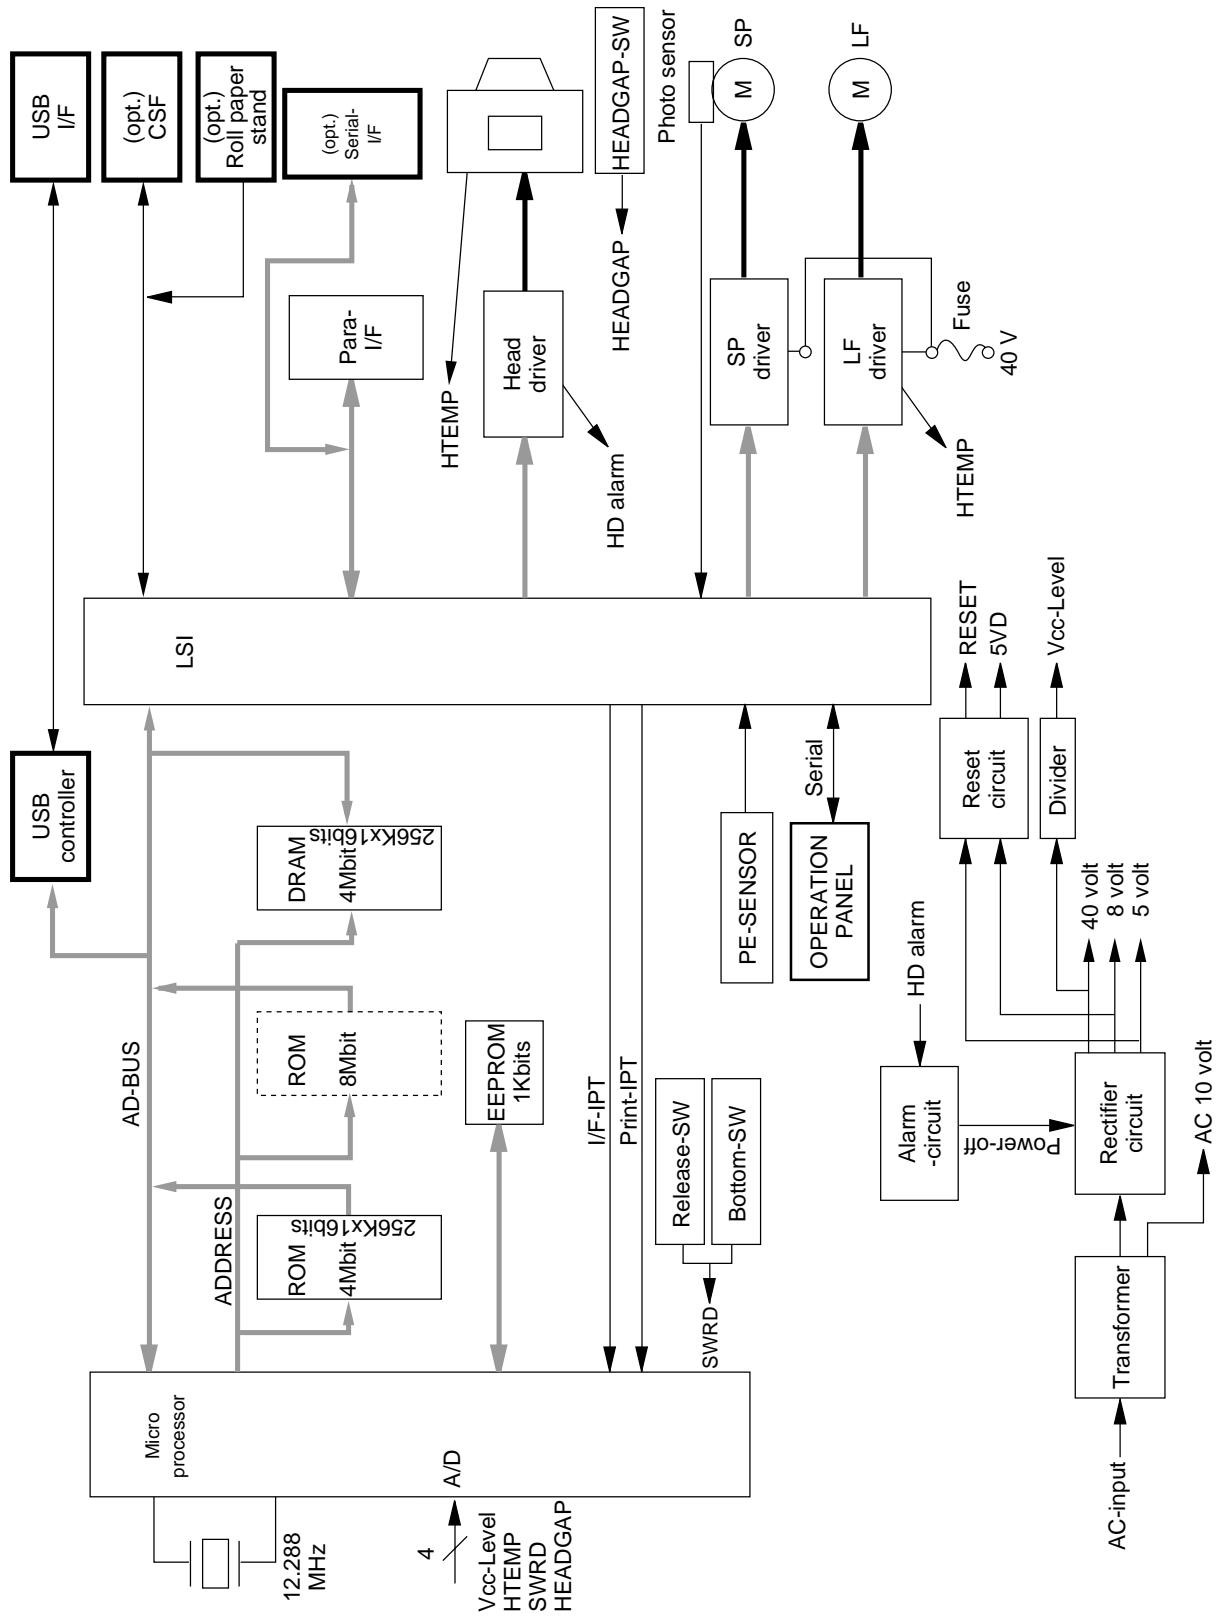 USB
I/F
(opt.)
CSF
(opt.)
Roll paper
stand
(opt.)
Serial-
I/F
HEADGAP-SW
Photo sensor
SP
M
LF
M
HEADGAP
Para-
I/F
HTEMP
Head
driver
HD alarm
SP
driver
LF
driver
Fuse
40 V
HTEMP
LSI
USB
controller
AD-BUS
DRAM
4Mbit
256Kx16bits
ROM
8Mbit
ADDRESS
ROM
4Mbit
256Kx16bits
EEPROM
1Kbits
I/F-IPT
Print-IPT
Release-SW
Bottom-SW
SWRD
PE-SENSOR
Serial
OPERATION
PANEL
RESET
5VD
Vcc-Level
Reset
circuit
Divider
40 volt
8 volt
5 volt
HD alarm
Alarm
-circuit
Power-off
Rectifier
circuit
AC 10 volt
Transformer
AC-input
Micro
processor
A/D
12.288
MHz
4
Vcc-Level
HTEMP
SWRD
HEADGAP